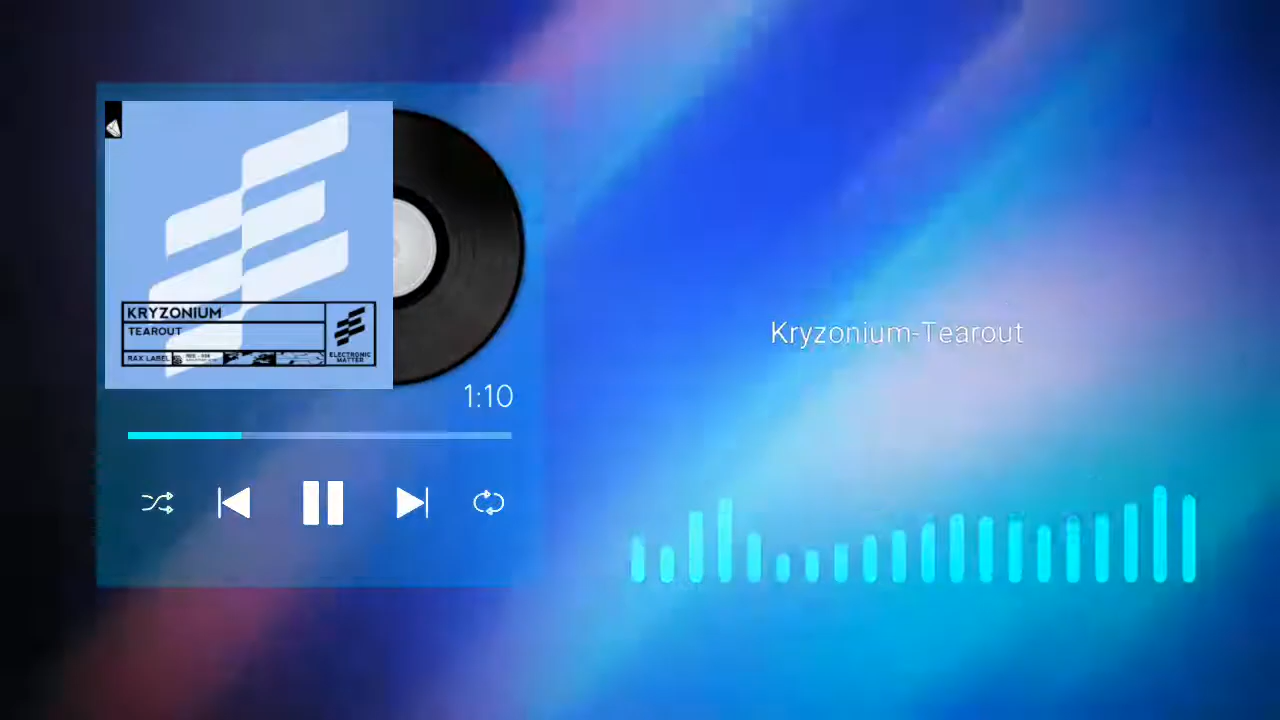 KRYZONIUM
TEAROUT
RAX LABEL
ELECTRONIC
MATTER
1:10
Kryzonium-Tearout